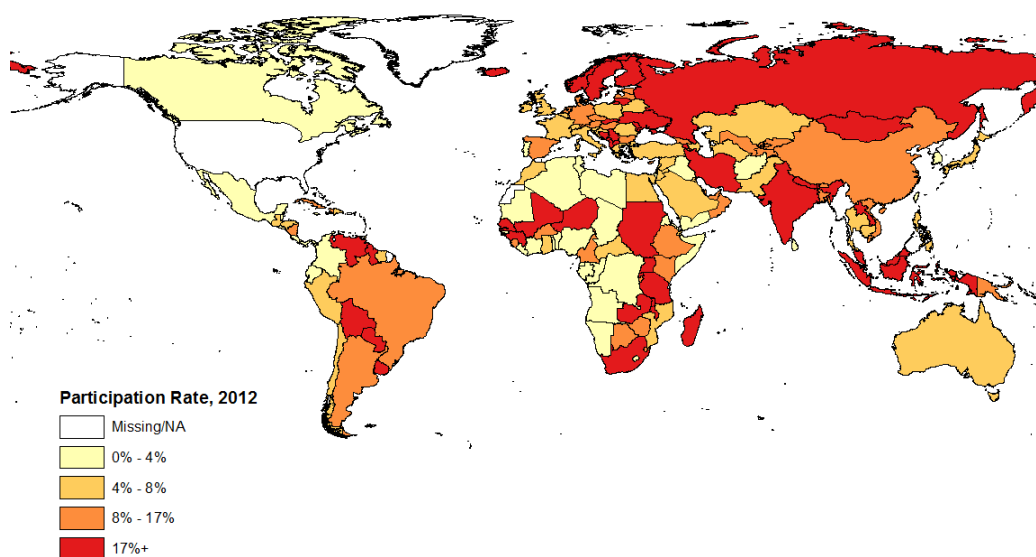 Participation Rate, 2012
Missing/NA
0% - 4%
4% - 8%
8% - 17%
17%+